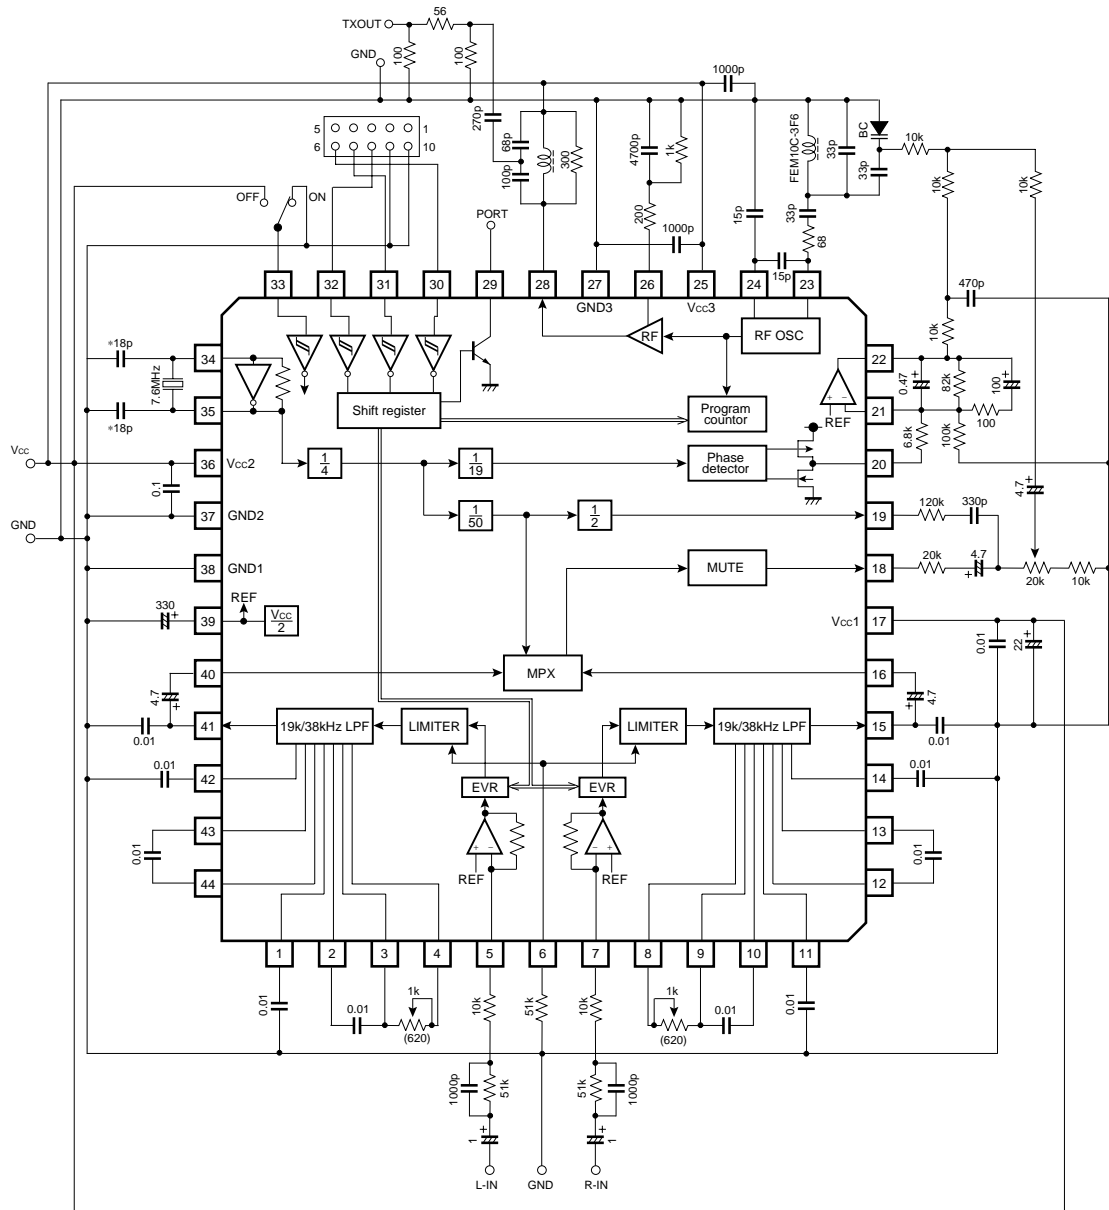 TXOUT
56
GND
100
100
1000p
270p
68p
100p
300
4700p
1k
FEM10C-3F6
33p
BC
33p
10k
10k
10k
5
1
6
10
OFF
ON
PORT
200
1000p
15p
33p
68
15p
470p
10k
33
32
31
30
29
28
27
26
25
24
23
GND3
Vcc3
*18p
34
7.6MHz
*18p
35
RF
RF OSC
22
0.47
+
82k
100
+
21
100
+ -
REF
6.8k
100k
Shift register
Program
countor
Vcc
36
Vcc2
0.1
1
4
1
19
Phase
detector
20
37
GND2
1
50
1
2
19
120k
330p
4.7
+
GND
38
GND1
MUTE
18
20k
4.7
+
20k
10k
330
+
39
REF
Vcc
2
Vcc1
17
0.01
22
+
40
MPX
16
4.7
+
4.7
+
41
0.01
19k/38kHz LPF
LIMITER
LIMITER
19k/38kHz LPF
15
0.01
0.01
42
EVR
EVR
14
0.01
43
0.01
44
+ -
REF
- +
REF
13
0.01
12
1
2
3
4
5
6
7
8
9
10
11
0.01
0.01
1k
(620)
10k
51k
10k
1k
(620)
0.01
0.01
1000p
51k
51k
1000p
1
+
1
+
L-IN
GND
R-IN